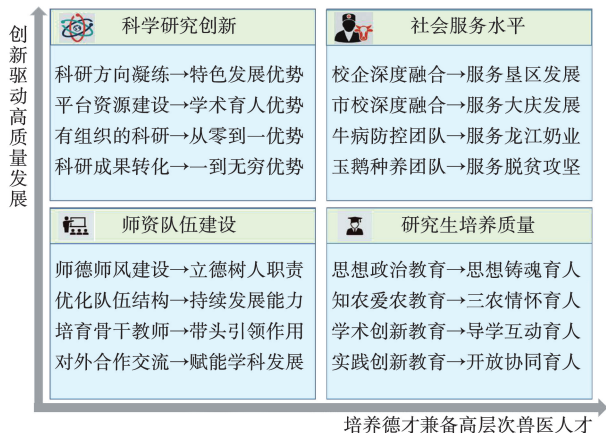 创新驱动高质量发展
科学研究创新
科研方向凝练→特色发展优势
平台资源建设→学术育人优势
有组织的科研→从零到一优势
科研成果转化→一到无穷优势
社会服务水平
校企深度融合→服务垦区发展
市校深度融合→服务大庆发展
牛病防控团队→服务龙江奶业
玉鹅种养团队→服务脱贫攻坚
师资队伍建设
师德师风建设→立德树人职责
优化队伍结构→持续发展能力
培育骨干教师→带头引领作用
对外合作交流→赋能学科发展
研究生培养质量
思想政治教育→思想铸魂育人
知农爱农教育→三农情怀育人
学术创新教育→导学互动育人
实践创新教育→开放协同育人
培养德才兼备高层次兽医人才